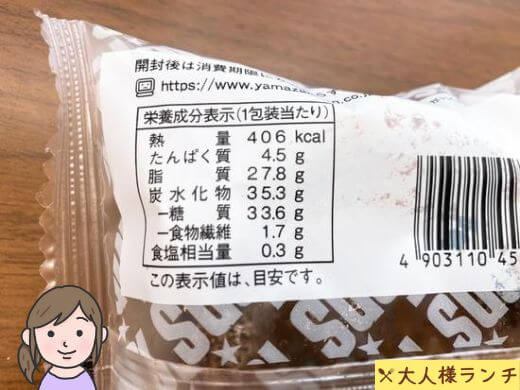 開封後は消費期限に
https://www.yamaza
n.co.jp
栄養成分表示(1包装当たり)
熱量 406 kcal
たんぱく質 4.5 g
脂質 27.8 g
炭水化物 35.3 g
ー糖質 33.6 g
ー食物繊維 1.7 g
食塩相当量 0.3 g
この表示値は、目安です。
4 903110 45
大人様ランチ